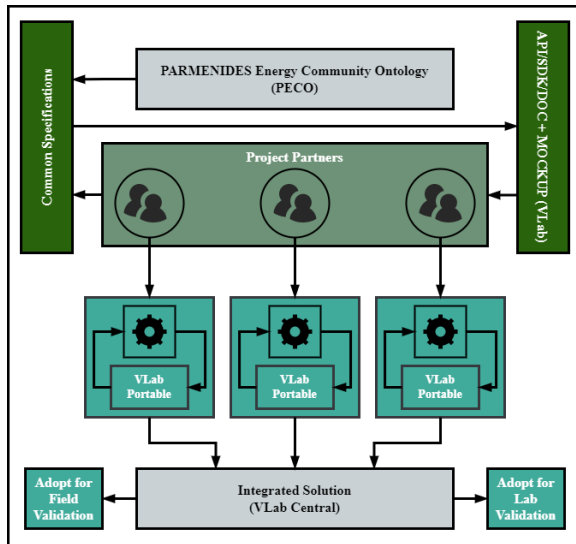 Common Specifications
PARMENIDES Energy Community Ontology
(PECO)
API/SDK/DOC + MOCKUP (VLab)
Project Partners
VLab
Portable
VLab
Portable
VLab
Portable
Adopt for
Field
Validation
Integrated Solution
(VLab Central)
Adopt for
Lab
Validation